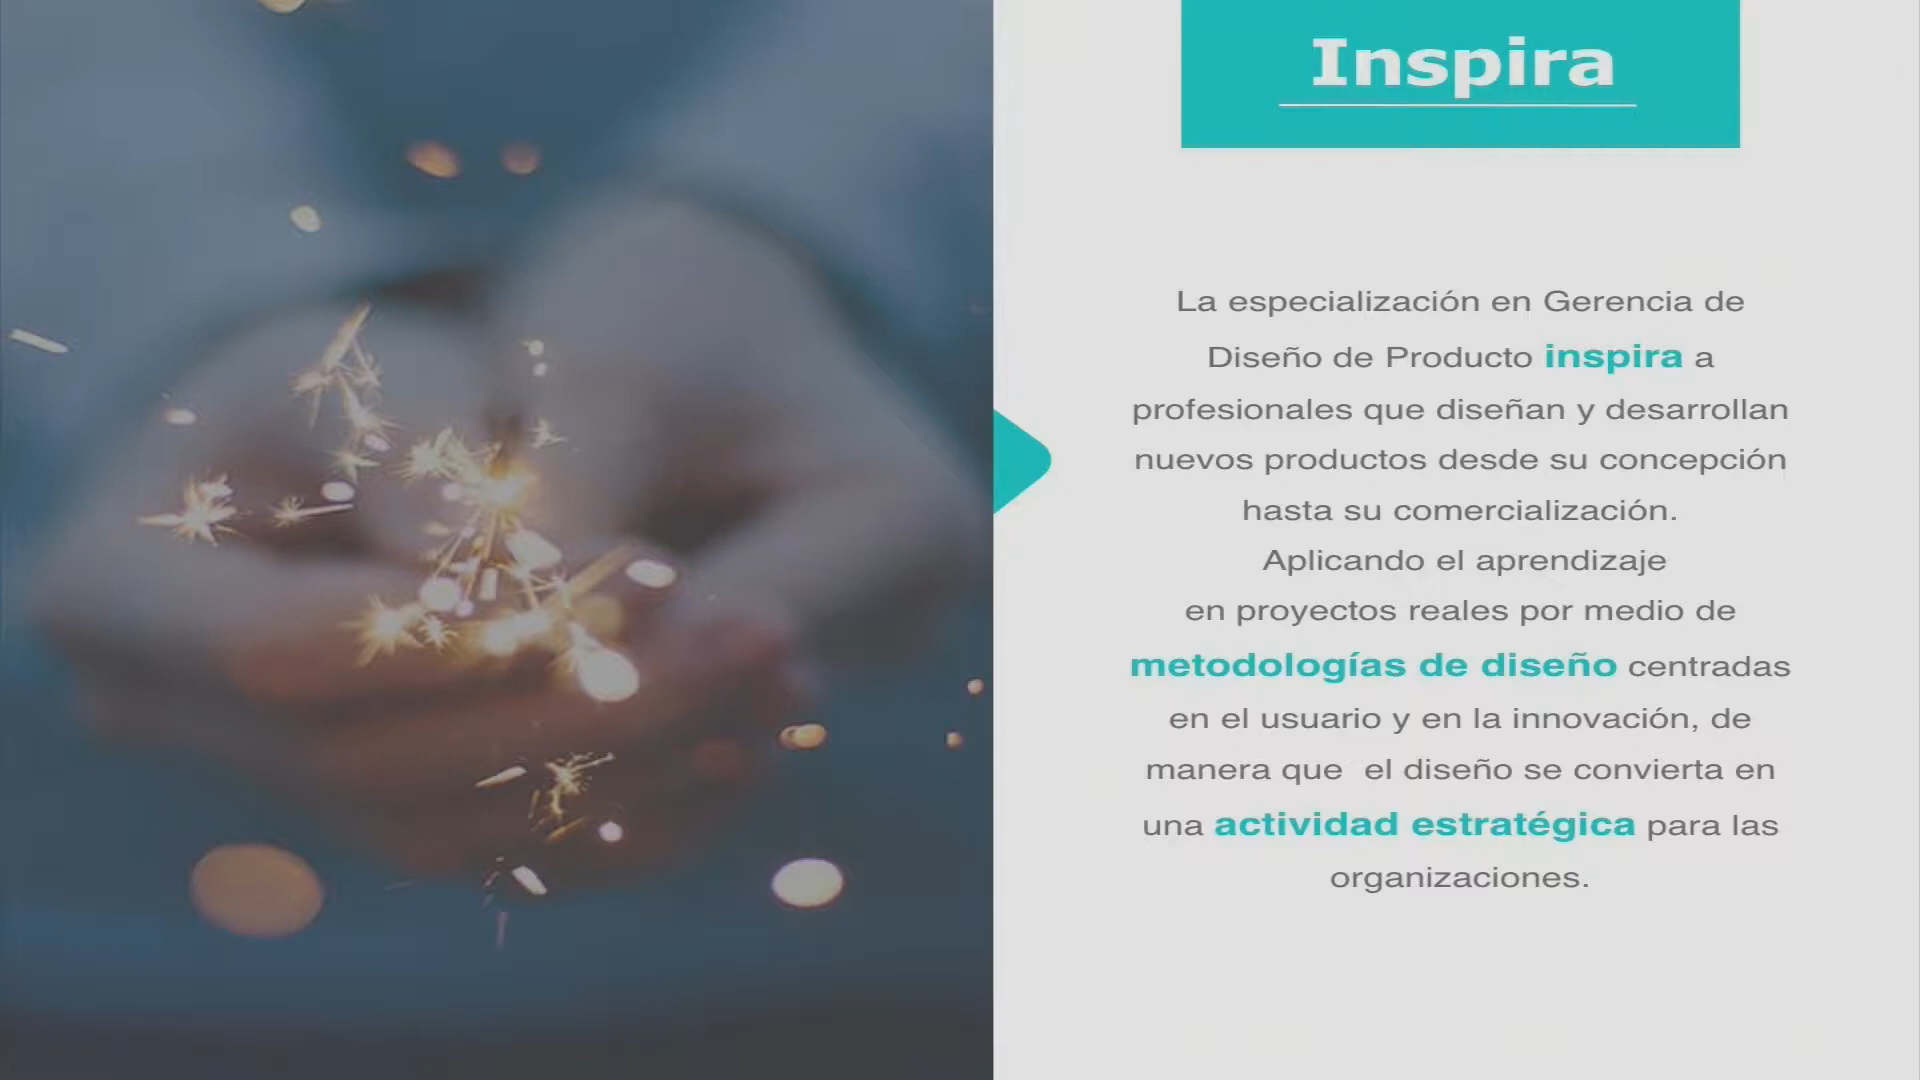 Inspira
La especialización en Gerencia de
Diseño de Producto inspira a
profesionales que diseñan y desarrollan
nuevos productos desde su concepción
hasta su comercialización.
Aplicando el aprendizaje
en proyectos reales por medio de
metodologías de diseño centradas
en el usuario y en la innovación, de
manera que  el diseño se convierta en
una actividad estratégica para las
organizaciones.